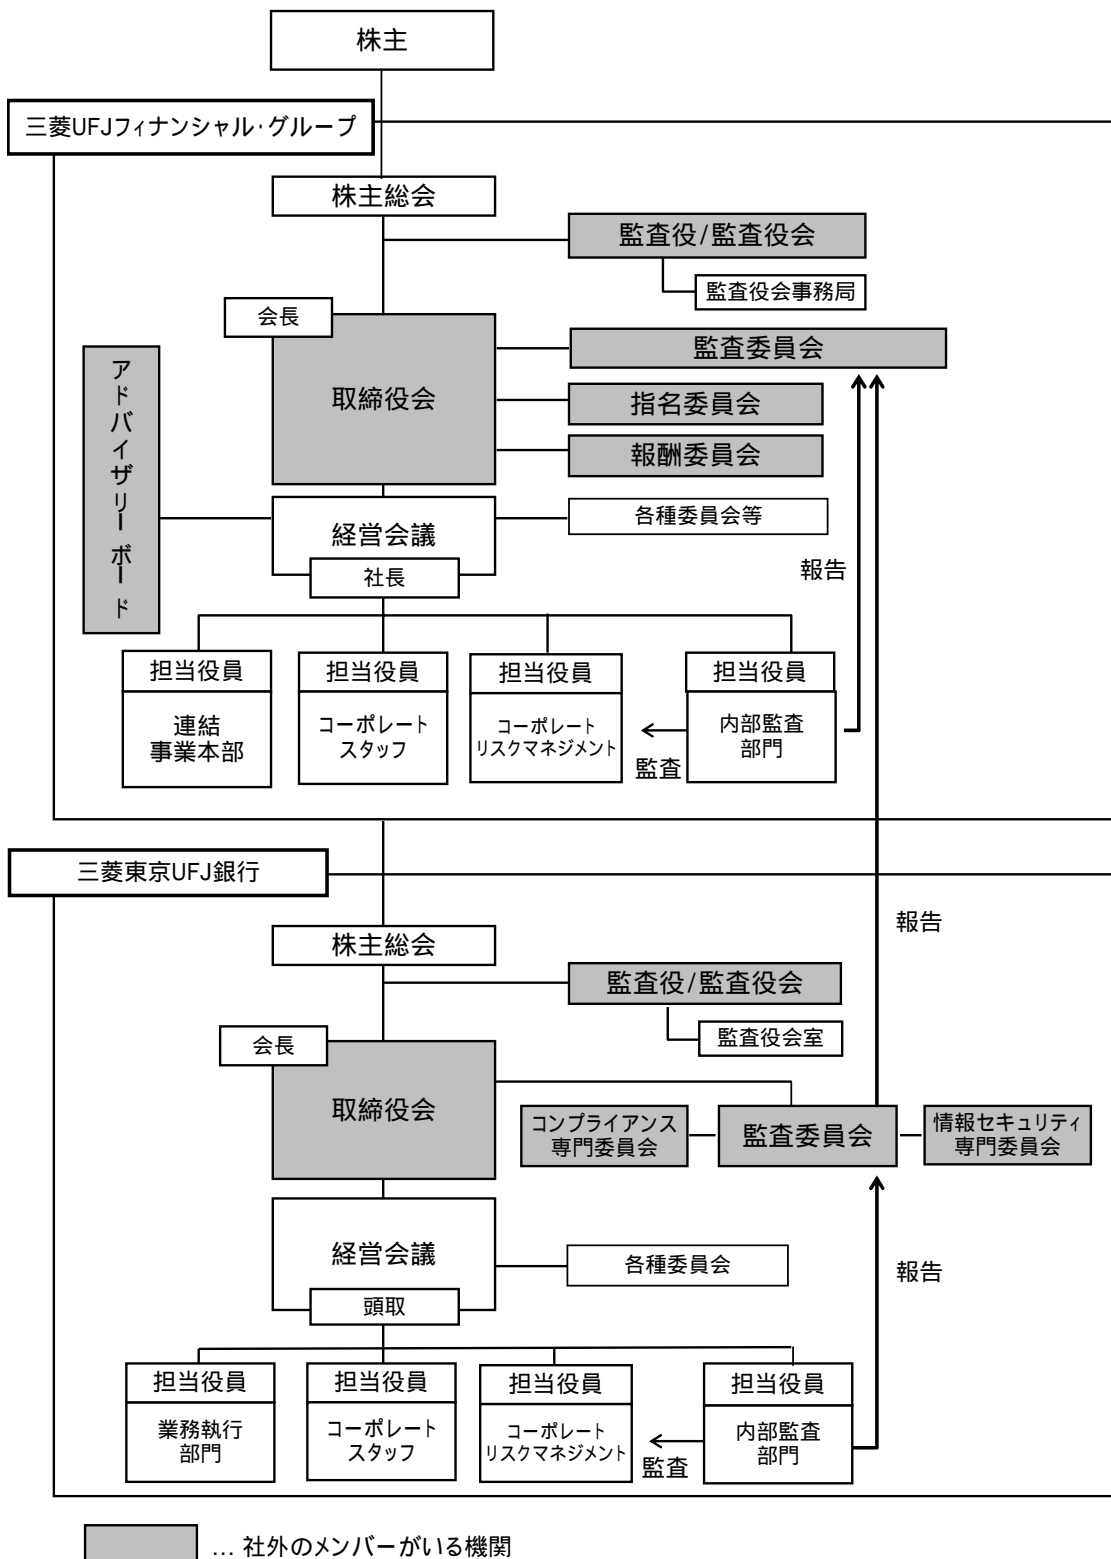 株主
三菱UFJフィナンシャル・グループ
株主総会
監査役/監査役会
監査役会事務局
会長
取締役会
監査委員会
指名委員会
報酬委員会
アドバイザリーボード
経営会議
社長
各種委員会等
報告
担当役員
連結
事業本部
担当役員
コーポレート
スタッフ
担当役員
コーポレート
リスクマネジメント
監査
担当役員
内部監査
部門
三菱東京UFJ銀行
報告
株主総会
監査役/監査役会
監査役会室
会長
取締役会
コンプライアンス
専門委員会
監査委員会
情報セキュリティ
専門委員会
経営会議
頭取
各種委員会
報告
担当役員
業務執行
部門
担当役員
コーポレート
スタッフ
担当役員
コーポレート
リスクマネジメント
監査
担当役員
内部監査
部門
… 社外のメンバーがいる機関